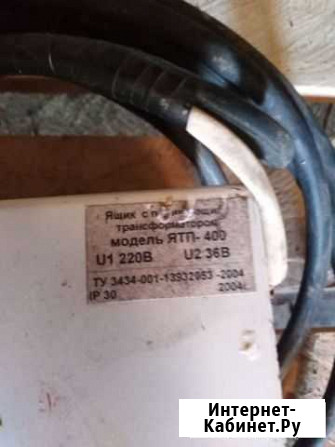 Ящик с
трансформатором
модель ЯТП- 400
U1 220В U2 36В
ТУ 3434-001-13932953 -2004
IP 30 2004г
Интернет-
Кабинет.Ру